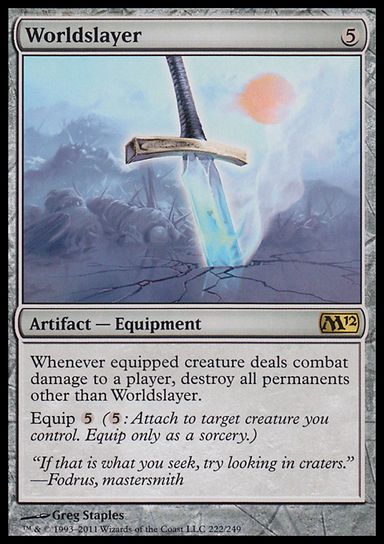 Worldslayer 5
Artifact — Equipment M12
Whenever equipped creature deals combat
damage to a player, destroy all permanents
other than Worldslayer.
Equip 5 (5: Attach to target creature you
control. Equip only as a sorcery.)
“If that is what you seek, try looking in craters.”
—Fodrus, mastersmith
Greg Staples
™ & © 1993–2011 Wizards of the Coast LLC 222/249